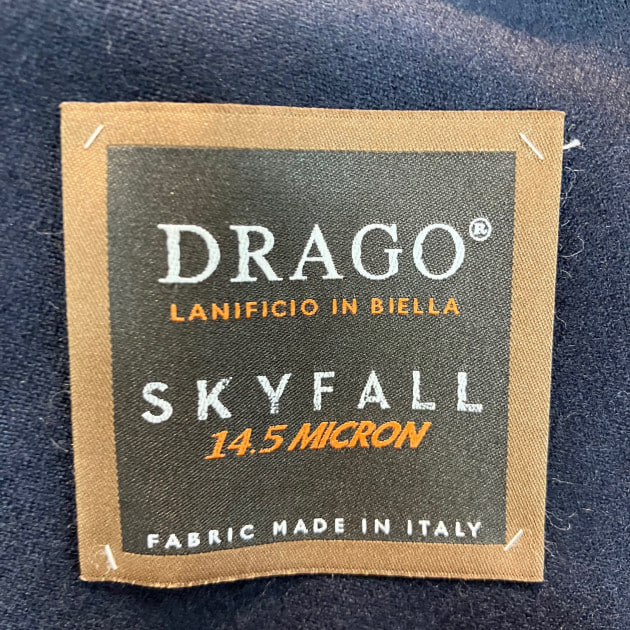 DRAGO®
LANIFICIO IN BIELLA
SKYFALL
14.5 MICRON
FABRIC MADE IN ITALY